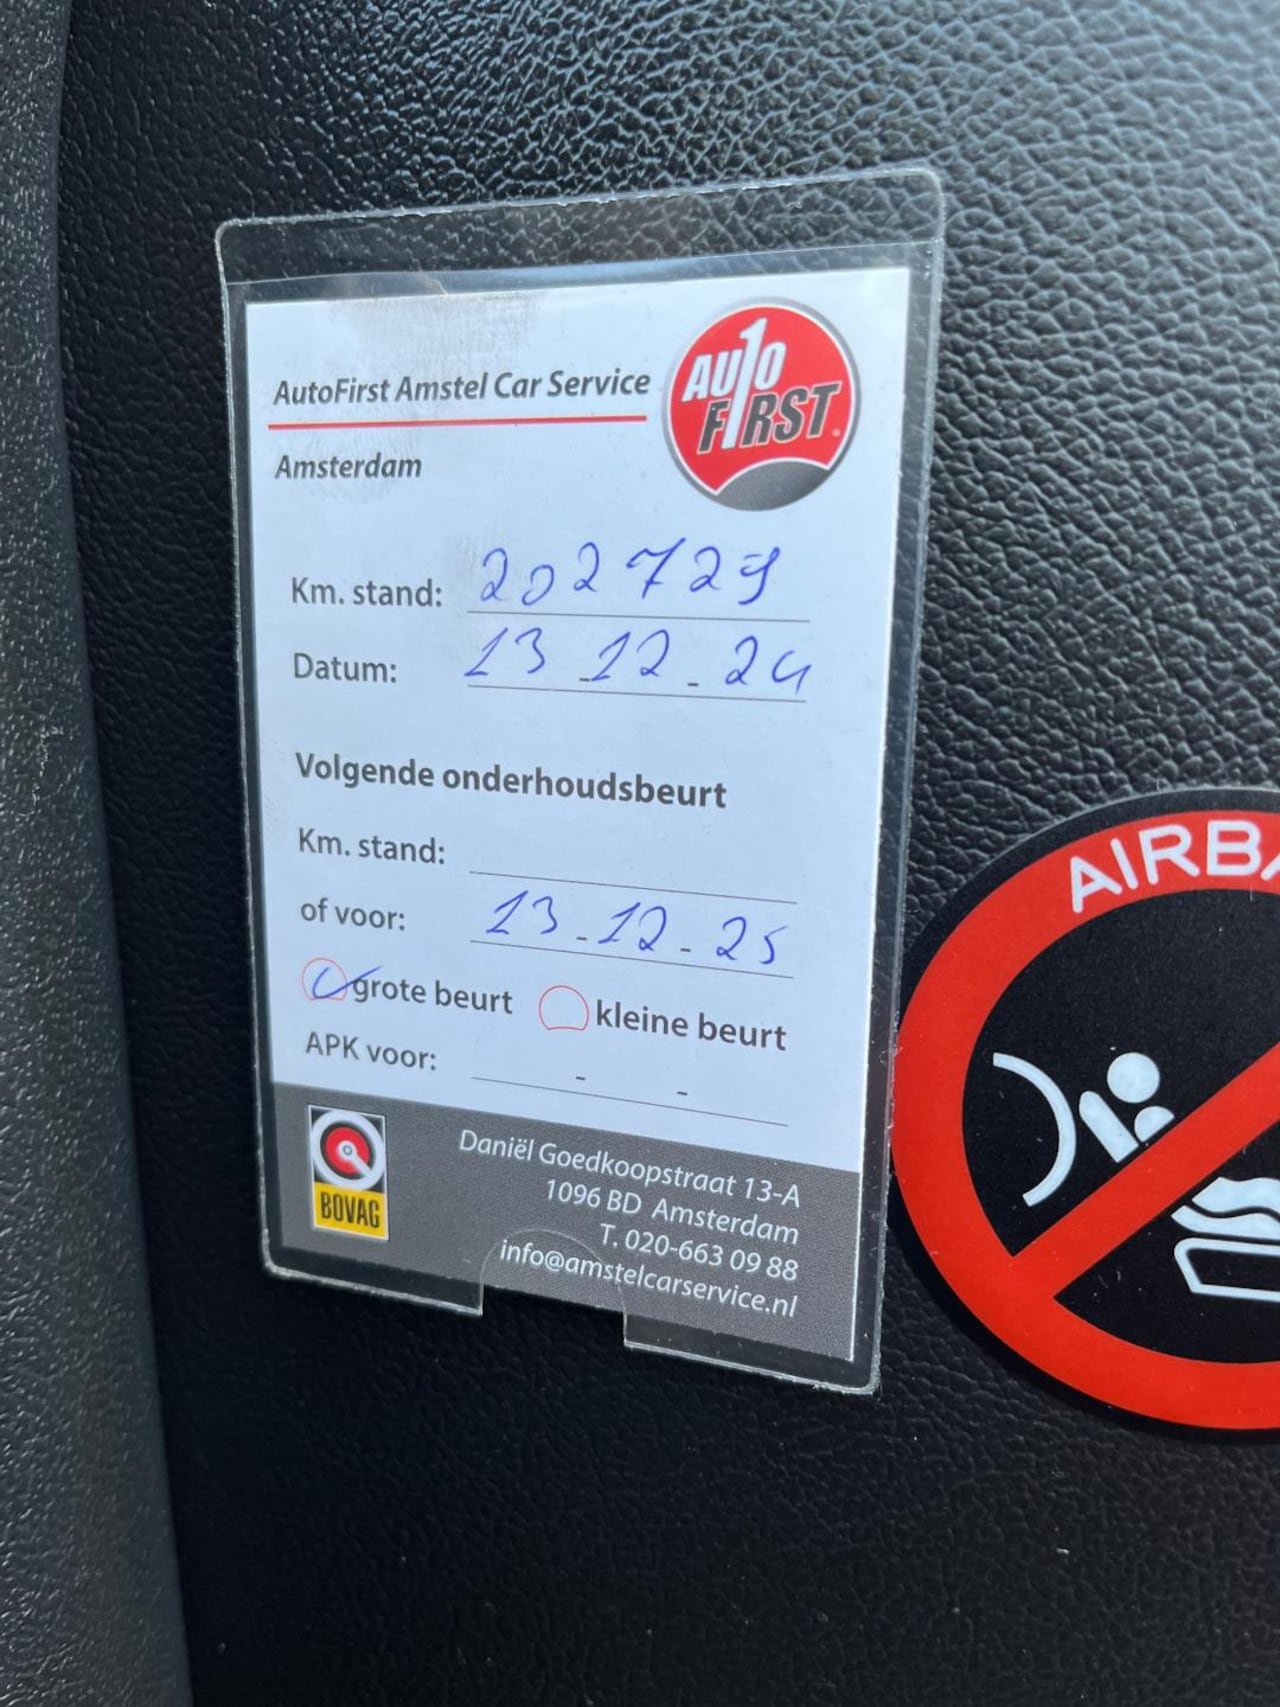 AutoFirst Amstel Car Service
AUTO
FIRST
Amsterdam
Km. stand: 202729
Datum: 13-12-24
Volgende onderhoudsbeurt
Km. stand:
of voor: 13-12-25
grote beurt kleine beurt
APK voor: - -
BOVAG
Daniël Goedkoopstraat 13-A
1096 BD Amsterdam
T. 020-663 09 88
info@amstelcarservice.nl
AIRBA